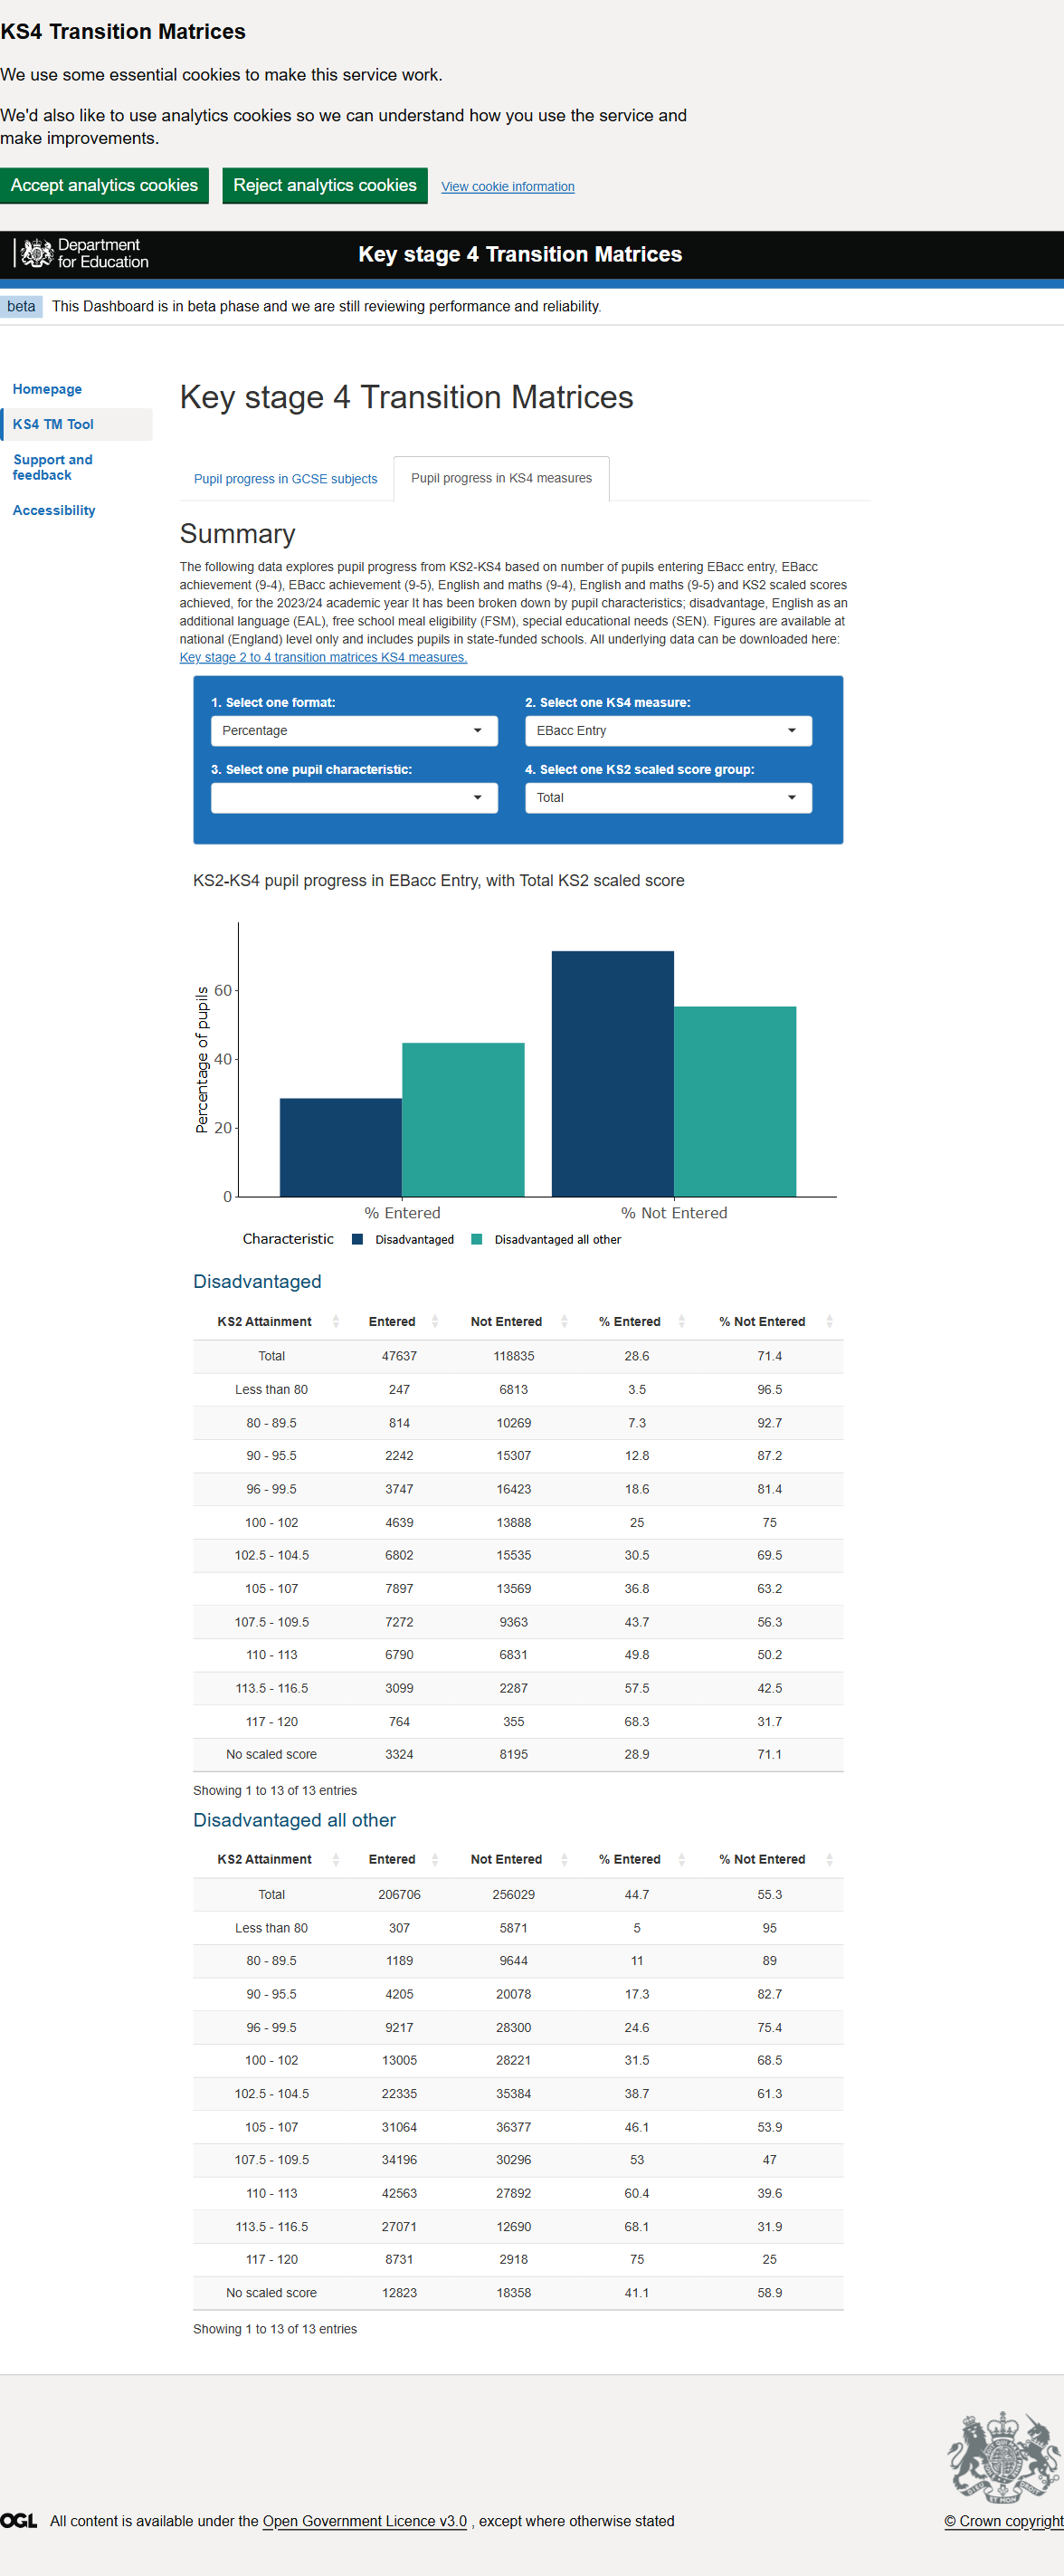 KS4 Transition Matrices
We use some essential cookies to make this service work.
We'd also like to use analytics cookies so we can understand how you use the service and
make improvements.
Accept analytics cookies Reject analytics cookies View cookie information
Department
for Education
Key stage 4 Transition Matrices
beta This Dashboard is in beta phase and we are still reviewing performance and reliability.
Homepage
KS4 TM Tool
Support and
feedback
Accessibility
Key stage 4 Transition Matrices
Pupil progress in GCSE subjects Pupil progress in KS4 measures
Summary
The following data explores pupil progress from KS2-KS4 based on number of pupils entering EBacc entry, EBacc
achievement (9-4), EBacc achievement (9-5), English and maths (9-4), English and maths (9-5) and KS2 scaled scores
achieved, for the 2023/24 academic year It has been broken down by pupil characteristics; disadvantage, English as an
additional language (EAL), free school meal eligibility (FSM), special educational needs (SEN). Figures are available at
national (England) level only and includes pupils in state-funded schools. All underlying data can be downloaded here:
Key stage 2 to 4 transition matrices KS4 measures.
1. Select one format: 2. Select one KS4 measure:
Percentage EBacc Entry
3. Select one pupil characteristic: 4. Select one KS2 scaled score group:
Total
KS2-KS4 pupil progress in EBacc Entry, with Total KS2 scaled score
Percentage of pupils
60
40
20
0
% Entered % Not Entered
Characteristic Disadvantaged Disadvantaged all other
Disadvantaged
KS2 Attainment Entered Not Entered % Entered % Not Entered
Total 47637 118835 28.6 71.4
Less than 80 247 6813 3.5 96.5
80 - 89.5 814 10269 7.3 92.7
90 - 95.5 2242 15307 12.8 87.2
96 - 99.5 3747 16423 18.6 81.4
100 - 102 4639 13888 25 75
102.5 - 104.5 6802 15535 30.5 69.5
105 - 107 7897 13569 36.8 63.2
107.5 - 109.5 7272 9363 43.7 56.3
110 - 113 6790 6831 49.8 50.2
113.5 - 116.5 3099 2287 57.5 42.5
117 - 120 764 355 68.3 31.7
No scaled score 3324 8195 28.9 71.1
Showing 1 to 13 of 13 entries
Disadvantaged all other
KS2 Attainment Entered Not Entered % Entered % Not Entered
Total 206706 256029 44.7 55.3
Less than 80 307 5871 5 95
80 - 89.5 1189 9644 11 89
90 - 95.5 4205 20078 17.3 82.7
96 - 99.5 9217 28300 24.6 75.4
100 - 102 13005 28221 31.5 68.5
102.5 - 104.5 22335 35384 38.7 61.3
105 - 107 31064 36377 46.1 53.9
107.5 - 109.5 34196 30296 53 47
110 - 113 42563 27892 60.4 39.6
113.5 - 116.5 27071 12690 68.1 31.9
117 - 120 8731 2918 75 25
No scaled score 12823 18358 41.1 58.9
Showing 1 to 13 of 13 entries
OGL All content is available under the Open Government Licence v3.0 , except where otherwise stated
© Crown copyright